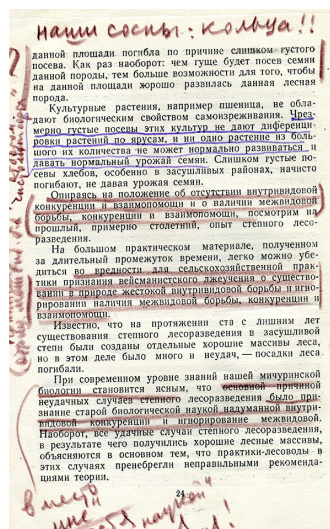 наши сосны: кольца!!
данной площади погибла по причине слишком густого
посева. Как раз наоборот: чем гуще будет посев семян
данной породы, тем больше возможности для того, чтобы
на данной площади хорошо развилась данная лесная
порода.
Культурные растения, например пшеница, не обла-
дают биологическим свойством самоизреживания. Чрез-
мерно густые посевы этих культур не дают дифференци-
ровки растений по ярусам, и ни одно растение из боль-
шого их количества не может нормально развиваться и
давать нормальный урожай семян. Слишком густые по-
севы хлебов, особенно в засушливых районах, начисто
погибают, не давая урожая семян.
Опираясь на положение об отсутствии внутривидовой
конкуренции и взаимопомощи и о наличии межвидовой
борьбы, конкуренции и взаимопомощи, посмотрим на
прошлый, примерно столетний, опыт степного лесо-
разведения.
На большом практическом материале, полученном
за длительный промежуток времени, легко можно убе-
диться во вредности для сельскохозяйственной прак-
тики признания вейсманистского лжеучения о существо-
вании в природе жестокой внутривидовой борьбы и игно-
рировании наличия межвидовой борьбы, конкуренции и
взаимопомощи.
Известно, что на протяжении ста с лишним лет
существования степного лесоразведения в засушливой
степи были созданы отдельные хорошие массивы леса,
но в этом деле было много и неудач, — посадки леса
погибали.
При современном уровне знаний нашей мичуринской
биологии становится ясным, что основной причиной
неудачных случаев степного лесоразведения было при-
знание старой биологической наукой надуманной внутри-
видовой конкуренции и игнорирование межвидовой.
Наоборот, все удачные случаи степного лесоразведения,
в результате чего получились хорошие лесные массивы,
объясняются в основном тем, что практики-лесоводы в
этих случаях пренебрегли неправильными рекоменда-
циями теории.
24